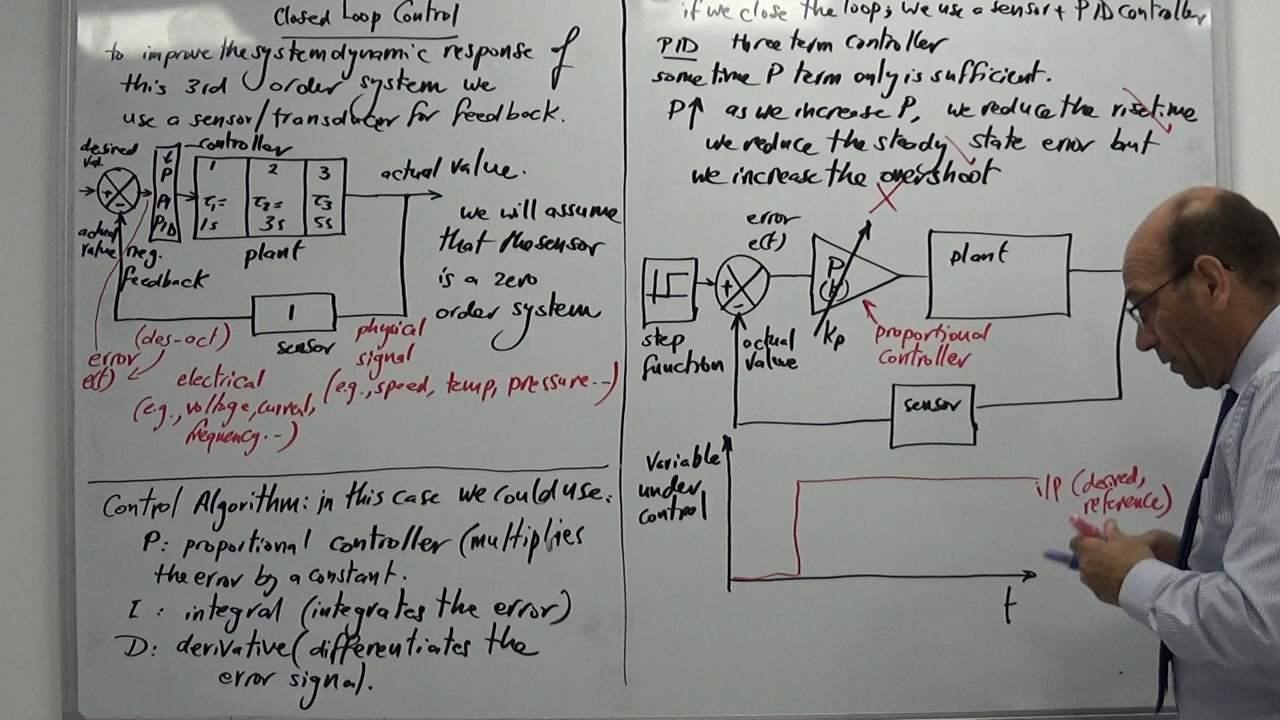 Closed Loop Control
to improve the system dynamic response of
this 3rd order system we
use a sensor/transducer for feedback.
desired
val.
controller
+
-
P
PI
PID
1
2
3
τ1=
1s
τ2=
3s
τ3
5s
plant
actual value.
actual
value
neg.
feedback
1
sensor
we will assume
that the sensor
is a zero
order system
(des-act)
error
e(t)
physical
signal
(e.g., speed, temp, pressure...)
electrical
(e.g., voltage, current,
frequency...)
Control Algorithm: in this case we could use:
P: proportional controller (multiplies
the error by a constant.
I: integral (integrates the error)
D: derivative (differentiates the
error signal).
if we close the loop; we use a sensor + PID controller
PID three term controller
sometime P term only is sufficient.
P↑ as we increase P, we reduce the rise time
we reduce the steady state error but
we increase the overshoot
error
e(t)
step
function
+
-
actual
value
P
(k)
kp
proportional
controller
plant
sensor
Variable
under
control
i/p (desired,
reference)
t